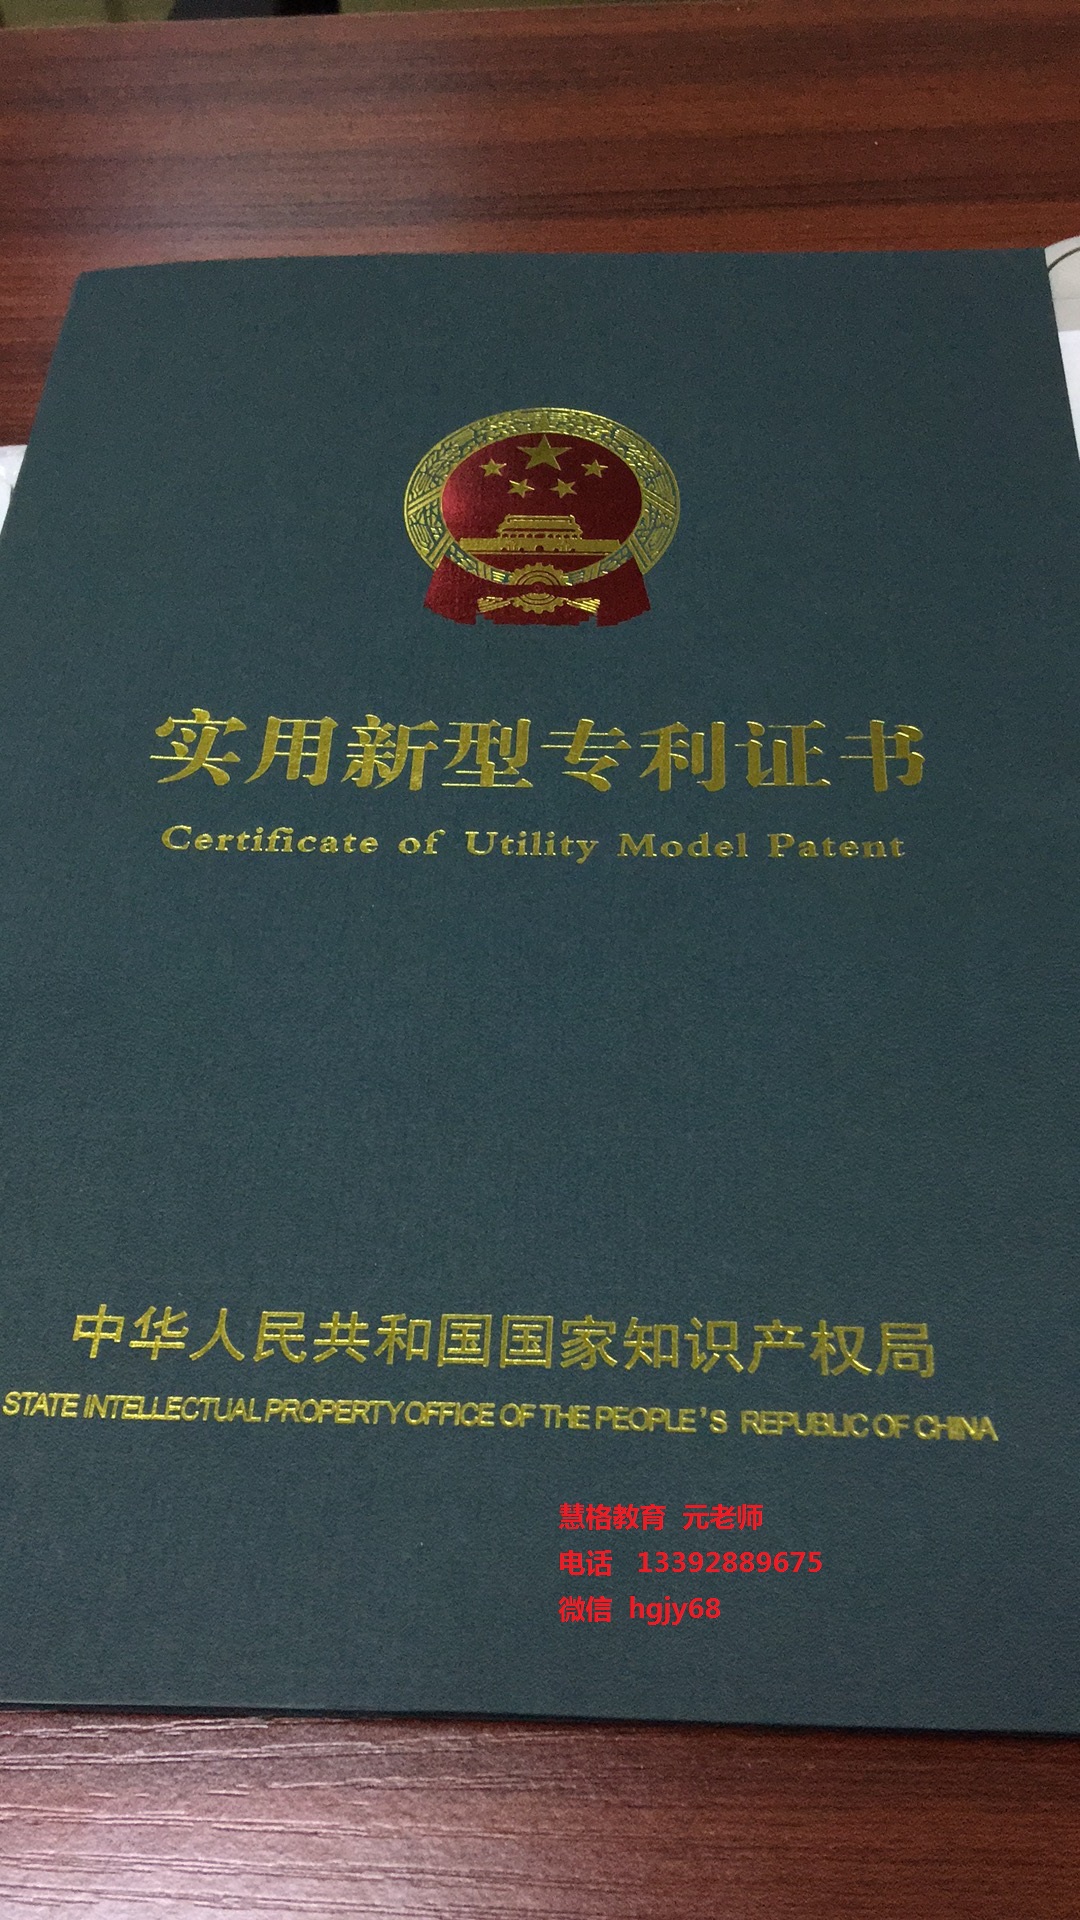 实用新型专利证书
Certificate of Utility Model Patent
中华人民共和国国家知识产权局
STATE INTELLECTUAL PROPERTY OFFICE OF THE PEOPLE'S REPUBLIC OF CHINA
慧格教育 元老师
电话 13392889675
微信 hgjy68